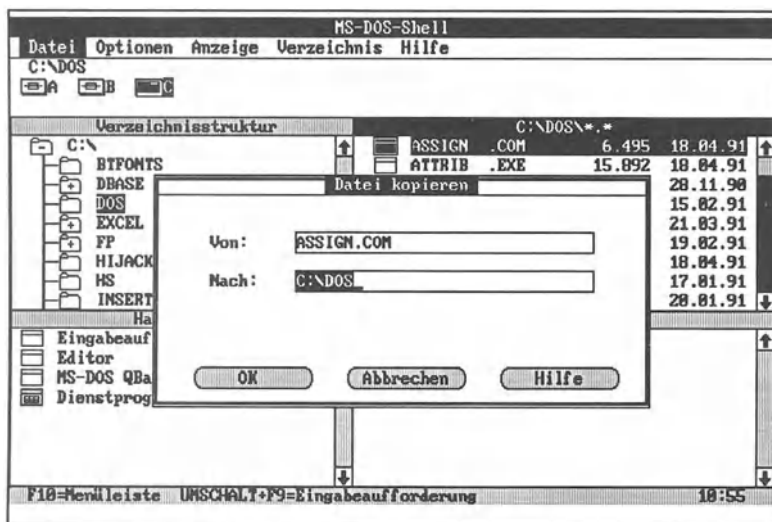 MS-DOS-Shell
Datei Optionen Anzeige Verzeichnis Hilfe
C:\DOS
A B C
Verzeichnisstruktur
C:\DOS\*.*
C:\
BTFONTS
DBASE
DOS
EXCEL
FP
HIJACK
HS
INSERT
ASSIGN .COM 6.495 18.04.91
ATTRIB .EXE 15.892 18.04.91
28.11.90
15.02.91
21.03.91
19.02.91
18.04.91
17.01.91
28.01.91
Datei kopieren
Von: ASSIGN.COM
Nach: C:\DOS_
OK Abbrechen Hilfe
Ha
Eingabeauf
Editor
MS-DOS QBa
Dienstprog
F10=Menüleiste UMSCHALT+F9=Eingabeaufforderung 10:55